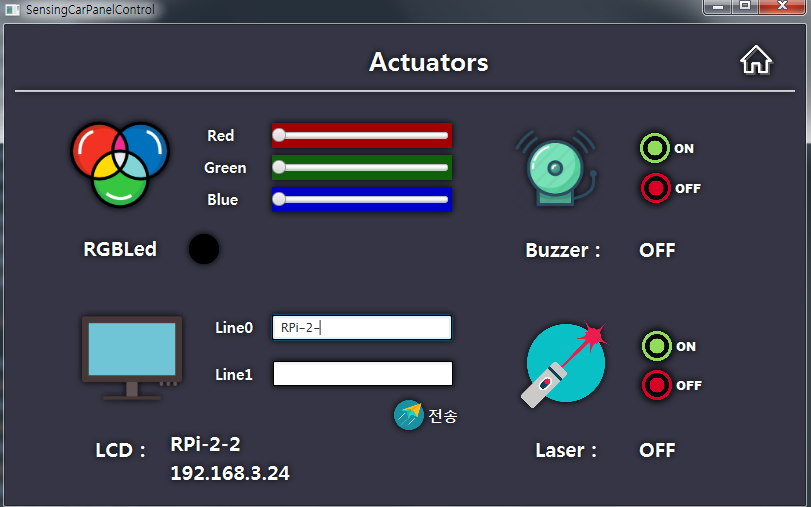 SensingCarPanelControl
Actuators
Red
Green
Blue
RGBLed
ON
OFF
Buzzer : OFF
Line0 RPi-2-
Line1
전송
LCD : RPi-2-2
192.168.3.24
ON
OFF
Laser : OFF